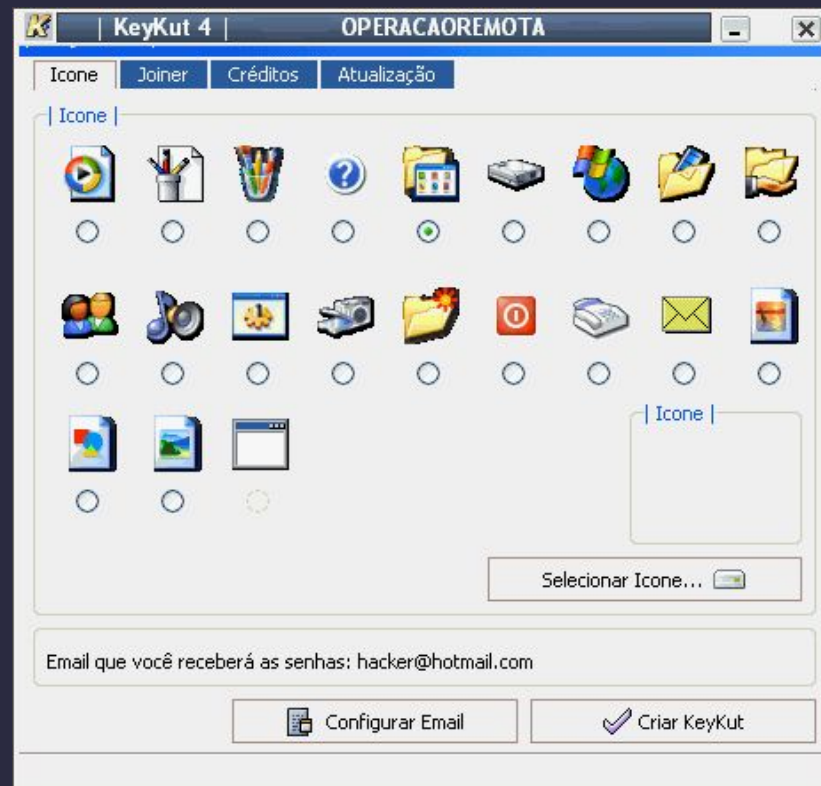 | KeyKut 4 | OPERACAOREMOTA
Icone Joiner Créditos Atualização
| Icone |
| Icone |
Selecionar Icone...
Email que você receberá as senhas: hacker@hotmail.com
Configurar Email Criar KeyKut